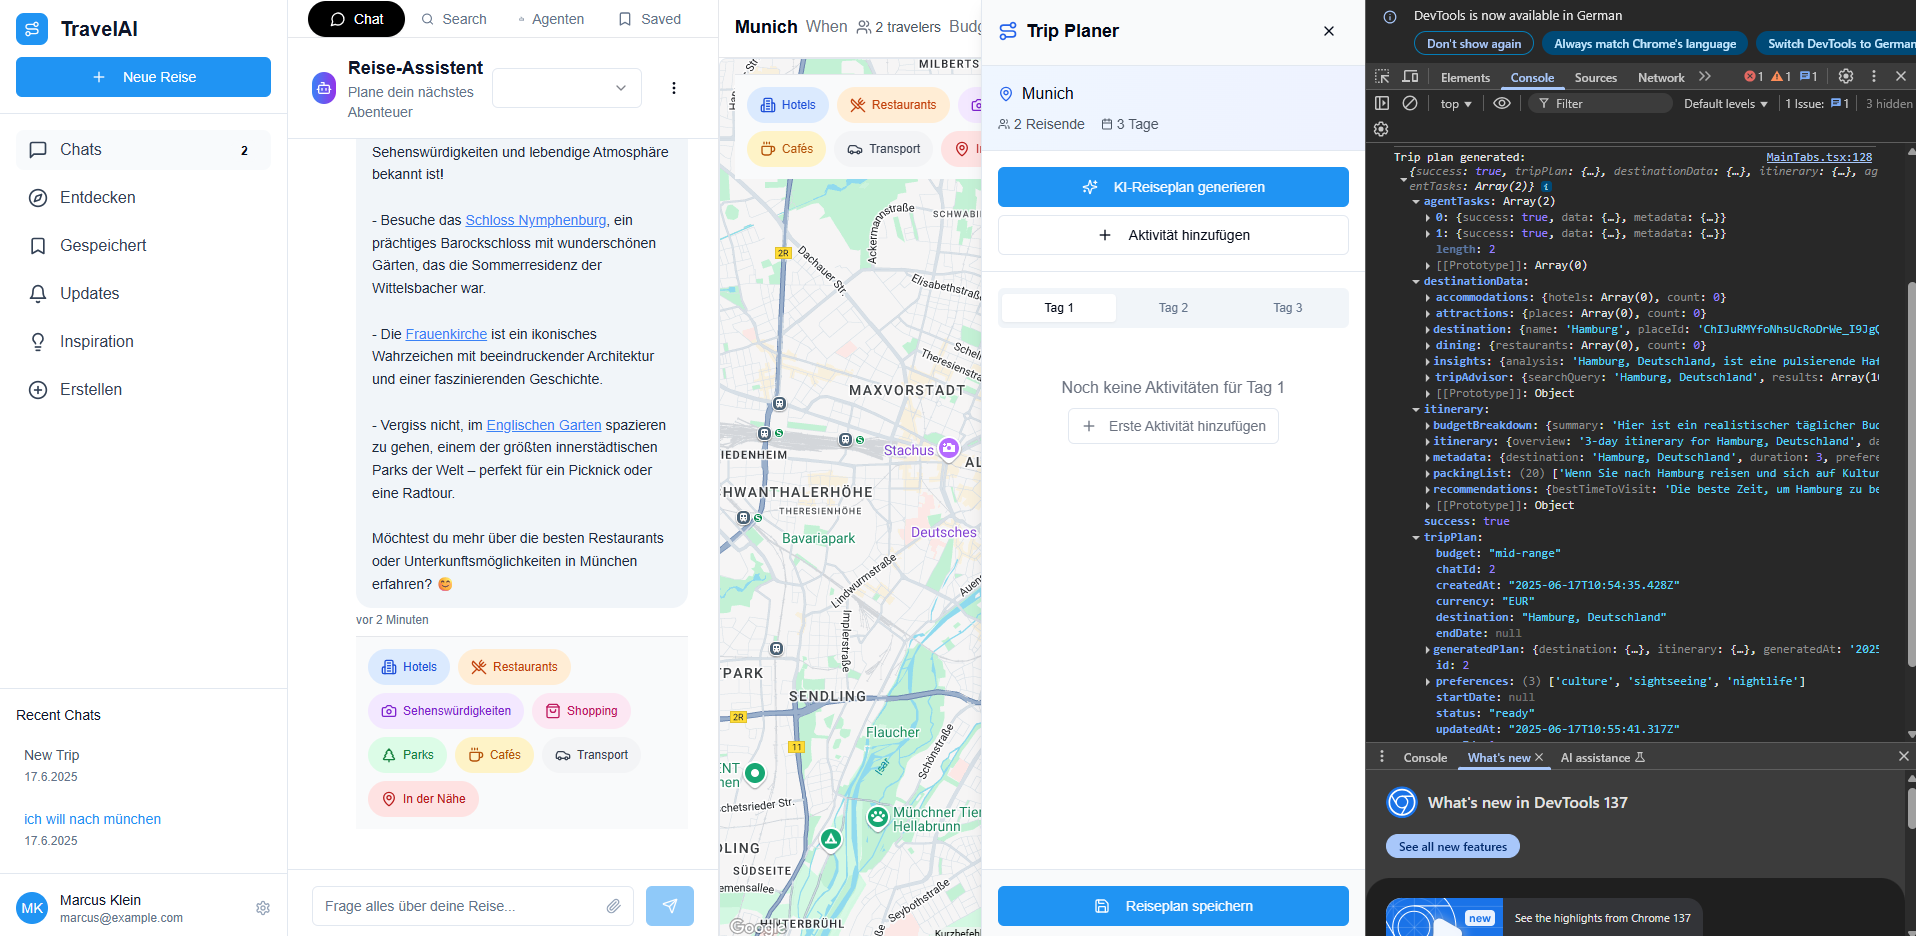 TravelAI
Neue Reise
Chats 2
Entdecken
Gespeichert
Updates
Inspiration
Erstellen
Recent Chats
New Trip
17.6.2025
ich will nach münchen
17.6.2025
MK
Marcus Klein
marcus@example.com
Chat
Search
Agenten
Saved
Reise-Assistent
Plane dein nächstes
Abenteuer
Sehenswürdigkeiten und lebendige Atmosphäre
bekannt ist!
- Besuche das Schloss Nymphenburg, ein
prächtiges Barockschloss mit wunderschönen
Gärten, das die Sommerresidenz der
Wittelsbacher war.
- Die Frauenkirche ist ein ikonisches
Wahrzeichen mit beeindruckender Architektur
und einer faszinierenden Geschichte.
- Vergiss nicht, im Englischen Garten spazieren
zu gehen, einem der größten innerstädtischen
Parks der Welt – perfekt für ein Picknick oder
eine Radtour.
Möchtest du mehr über die besten Restaurants
oder Unterkunftsmöglichkeiten in München
erfahren? 😊
vor 2 Minuten
Hotels
Restaurants
Sehenswürdigkeiten
Shopping
Parks
Cafés
Transport
In der Nähe
Frage alles über deine Reise...
Munich When 2 travelers Budg
MILBERTS
Hotels
Restaurants
Cafés
Transport
I
Ackermannstraße
SCHWABI
2R
Dachauer Str.
Elisabethstraß
Schell
Theresienstraß
MAXVORSTADT
S
S
IEDENHEIM
Stachus
AL
HWANTHALERHÖHE
THERESIENHÖHE
S
Deutsches
Bavariapark
Lindwurmstraße
Auen
Implerstraße
TPARK
SENDLING
2R
Flaucher
11
Isar
Schönstraße
ENT
hen
chetsrieder Str.
Münchner Tier
Hellabrunn
DLING
SÜDSEITE
emensallee
Seybothstraße
Google
HINTERBRÜHL
Kurzbefehl
Trip Planer
Munich
2 Reisende 3 Tage
KI-Reiseplan generieren
Aktivität hinzufügen
Tag 1 Tag 2 Tag 3
Noch keine Aktivitäten für Tag 1
Erste Aktivität hinzufügen
Reiseplan speichern
DevTools is now available in German
Don't show again
Always match Chrome's language
Switch DevTools to German
Elements Console Sources Network 1 1 1
top Filter Default levels 1 Issue: 1 3 hidden
Trip plan generated: MainTabs.tsx:128
{success: true, tripPlan: {…}, destinationData: {…}, itinerary: {…}, ag
entTasks: Array(2)} i
agentTasks: Array(2)
0: {success: true, data: {…}, metadata: {…}}
1: {success: true, data: {…}, metadata: {…}}
length: 2
[[Prototype]]: Array(0)
destinationData:
accommodations: {hotels: Array(0), count: 0}
attractions: {places: Array(0), count: 0}
destination: {name: 'Hamburg', placeId: 'ChIJuRMYfoNhsUcRoDrWe_I9JgQ
dining: {restaurants: Array(0), count: 0}
insights: {analysis: 'Hamburg, Deutschland, ist eine pulsierende Haf
tripAdvisor: {searchQuery: 'Hamburg, Deutschland', results: Array(10
[[Prototype]]: Object
itinerary:
budgetBreakdown: {summary: 'Hier ist ein realistischer täglicher Bud
itinerary: {overview: '3-day itinerary for Hamburg, Deutschland', da
metadata: {destination: 'Hamburg, Deutschland', duration: 3, prefere
packingList: (20) ['Wenn Sie nach Hamburg reisen und sich auf Kultur
recommendations: {bestTimeToVisit: 'Die beste Zeit, um Hamburg zu be
[[Prototype]]: Object
success: true
tripPlan:
budget: "mid-range"
chatId: 2
createdAt: "2025-06-17T10:54:35.428Z"
currency: "EUR"
destination: "Hamburg, Deutschland"
endDate: null
generatedPlan: {destination: {…}, itinerary: {…}, generatedAt: '2025
id: 2
preferences: (3) ['culture', 'sightseeing', 'nightlife']
startDate: null
status: "ready"
updatedAt: "2025-06-17T10:55:41.317Z"
Console What's new AI assistance
What's new in DevTools 137
See all new features
new
See the highlights from Chrome 137